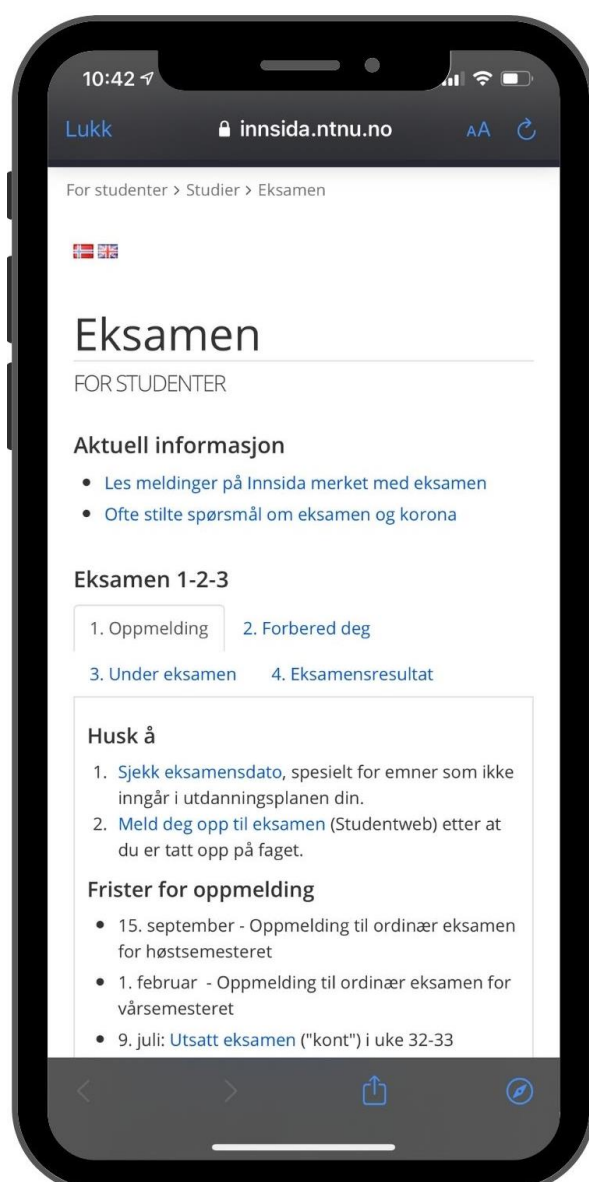 10:42
Lukk innsida.ntnu.no AA
For studenter > Studier > Eksamen
Eksamen
FOR STUDENTER
Aktuell informasjon
• Les meldinger på Innsida merket med eksamen
• Ofte stilte spørsmål om eksamen og korona
Eksamen 1-2-3
1. Oppmelding 2. Forbered deg
3. Under eksamen 4. Eksamensresultat
Husk å
1. Sjekk eksamensdato, spesielt for emner som ikke
inngår i utdanningsplanen din.
2. Meld deg opp til eksamen (Studentweb) etter at
du er tatt opp på faget.
Frister for oppmelding
• 15. september - Oppmelding til ordinær eksamen
for høstsemesteret
• 1. februar - Oppmelding til ordinær eksamen for
vårsemesteret
• 9. juli: Utsatt eksamen ("kont") i uke 32-33